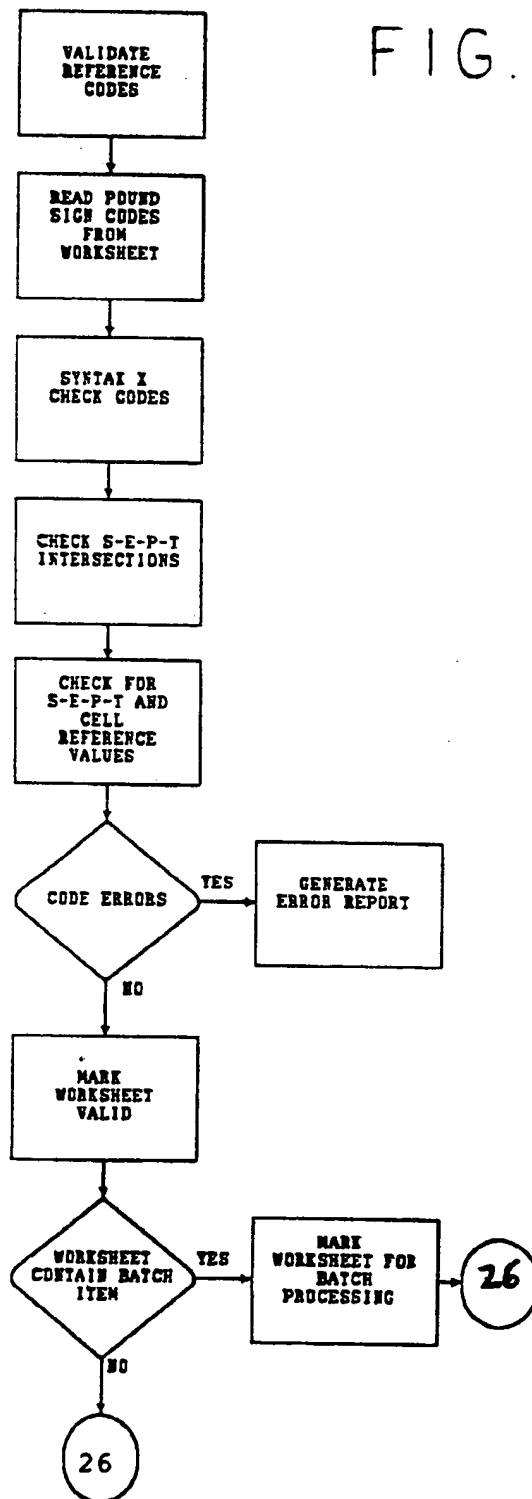 FIG.
VALIDATE
REFERENCE
CODES
READ POUND
SIGN CODES
FROM
WORKSHEET
SYNTAX X
CHECK CODES
CHECK S-E-P-T
INTERSECTIONS
CHECK FOR
S-E-P-T AND
CELL
REFERENCE
VALUES
CODE ERRORS
YES
GENERATE
ERROR REPORT
NO
MARK
WORKSHEET
VALID
WORKSHEET
CONTAIN BATCH
ITEM
YES
MARK
WORKSHEET FOR
BATCH
PROCESSING
26
NO
26